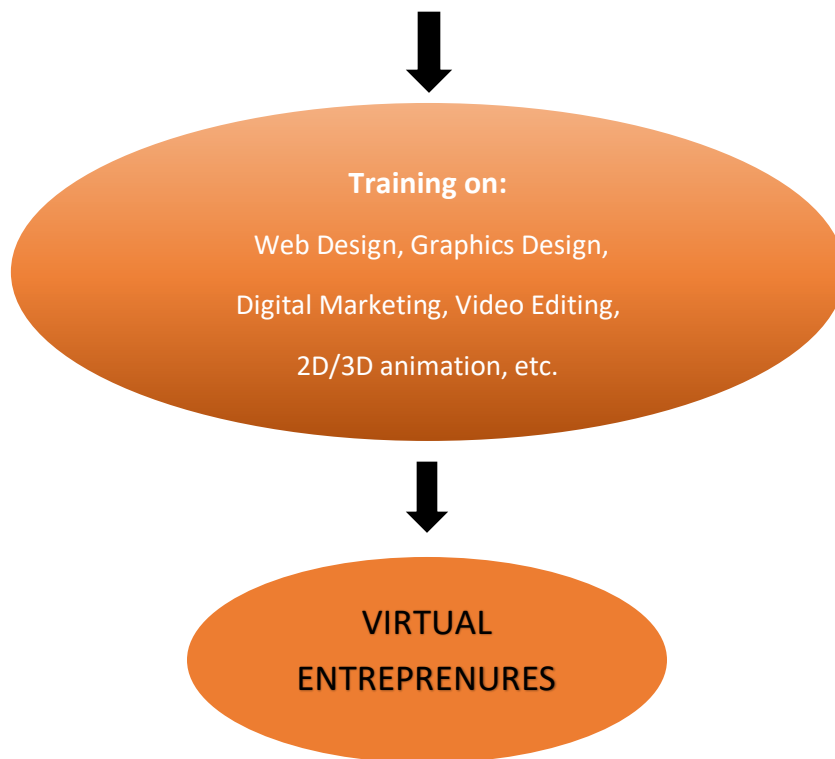 Training on:
Web Design, Graphics Design,
Digital Marketing, Video Editing,
2D/3D animation, etc.
VIRTUAL
ENTREPRENURES